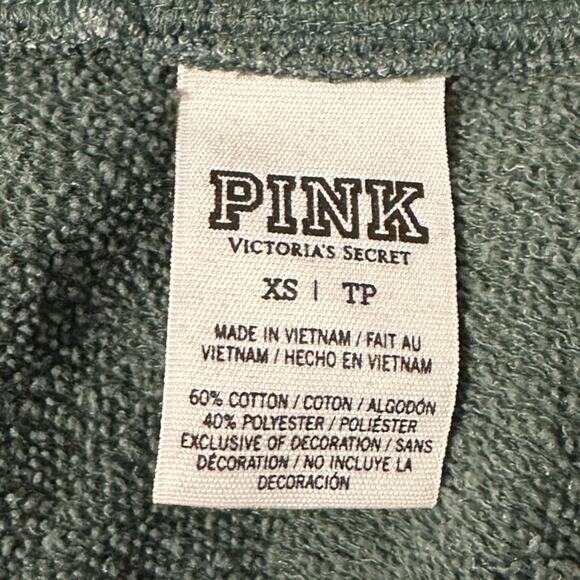 PINK
VICTORIA'S SECRET
XS | TP
MADE IN VIETNAM / FAIT AU
VIETNAM / HECHO EN VIETNAM
60% COTTON / COTON / ALGODÓN
40% POLYESTER / POLIÉSTER
EXCLUSIVE OF DECORATION / SANS
DÉCORATION / NO INCLUYE LA
DECORACIÓN